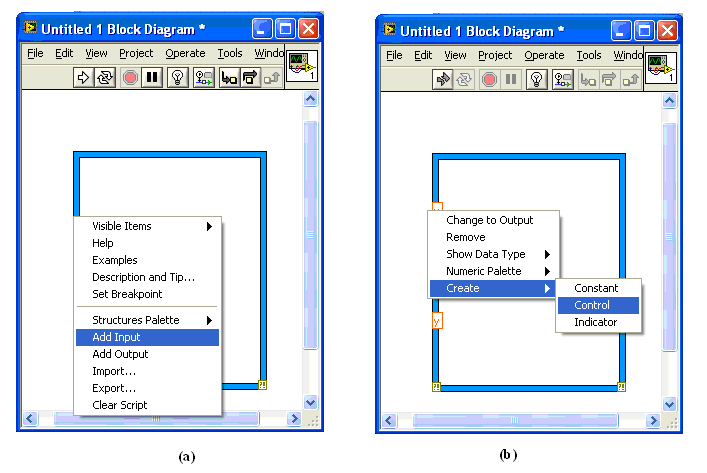 Untitled 1 Block Diagram *
File Edit View Project Operate Tools Windo
1
Visible Items
Help
Examples
Description and Tip...
Set Breakpoint
Structures Palette
Add Input
Add Output
Import...
Export...
Clear Script
(a)
Untitled 1 Block Diagram *
File Edit View Project Operate Tools Windo
1
Change to Output
Remove
Show Data Type
Numeric Palette
Create
Constant
Control
Indicator
y
(b)